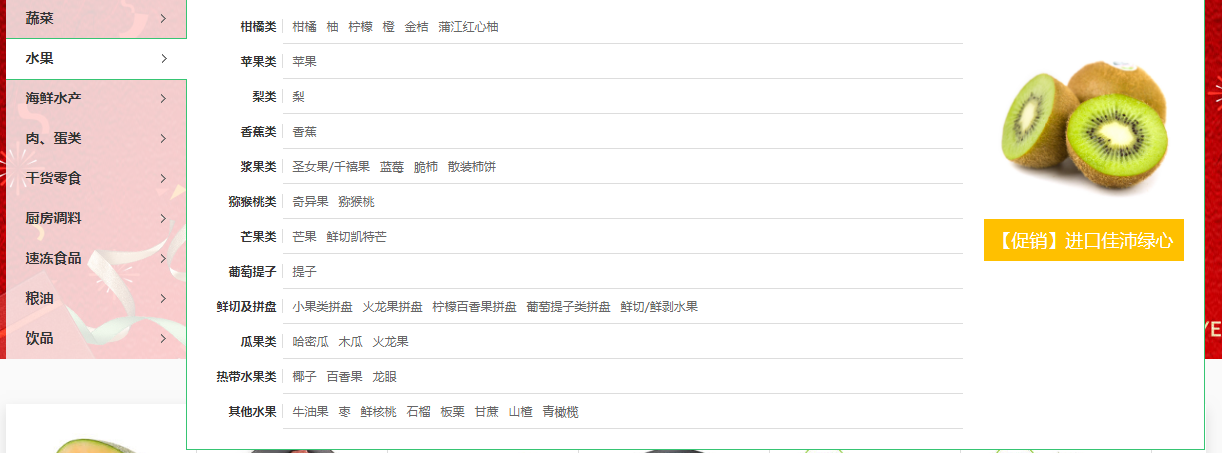 蔬菜
水果
海鲜水产
肉、蛋类
干货零食
厨房调料
速冻食品
粮油
饮品
柑橘类 柑橘 柚 柠檬 橙 金桔 蒲江红心柚
苹果类 苹果
梨类 梨
香蕉类 香蕉
浆果类 圣女果/千禧果 蓝莓 脆柿 散装柿饼
猕猴桃类 奇异果 猕猴桃
芒果类 芒果 鲜切凯特芒
葡萄提子 提子
鲜切及拼盘 小果类拼盘 火龙果拼盘 柠檬百香果拼盘 葡萄提子类拼盘 鲜切/鲜剥水果
瓜果类 哈密瓜 木瓜 火龙果
热带水果类 椰子 百香果 龙眼
其他水果 牛油果 枣 鲜核桃 石榴 板栗 甘蔗 山楂 青橄榄
【促销】进口佳沛绿心
YE